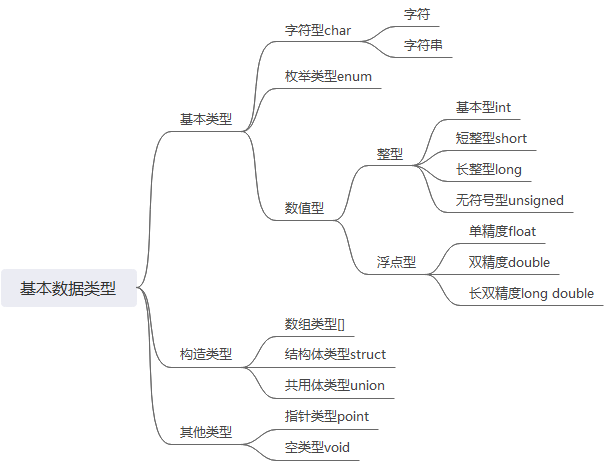 基本数据类型
基本类型
字符型char
字符
字符串
枚举类型enum
数值型
整型
基本型int
短整型short
长整型long
无符号型unsigned
浮点型
单精度float
双精度double
长双精度long double
构造类型
数组类型[]
结构体类型struct
共用体类型union
其他类型
指针类型point
空类型void